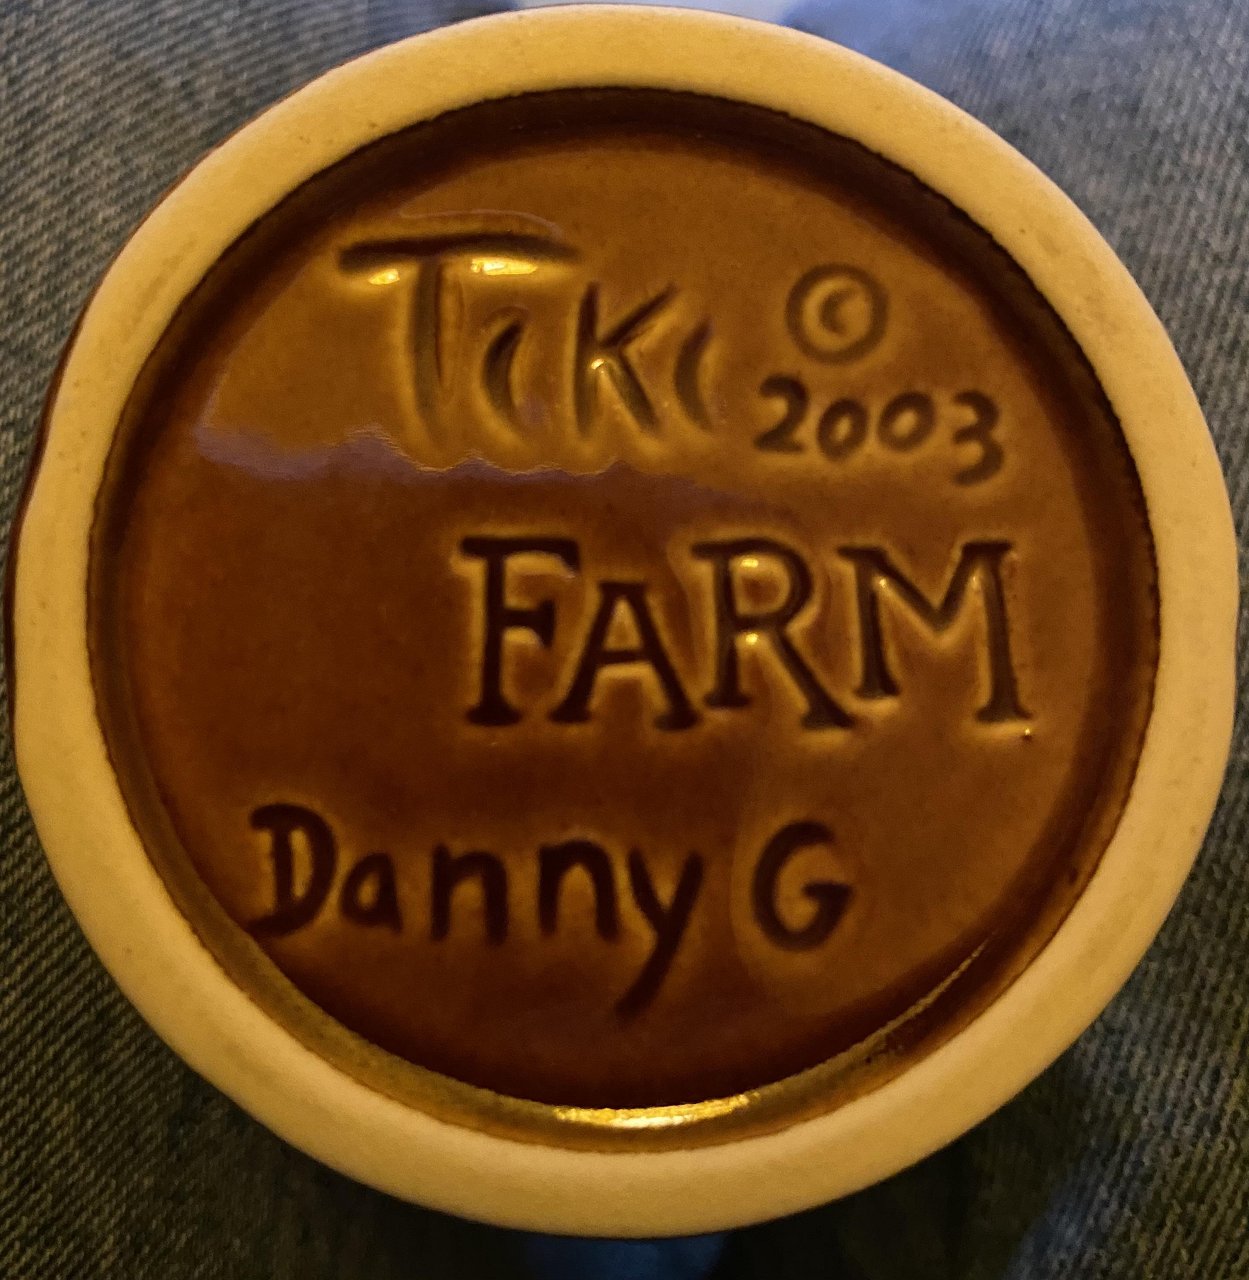 Tiki ©
2003
FARM
Danny G